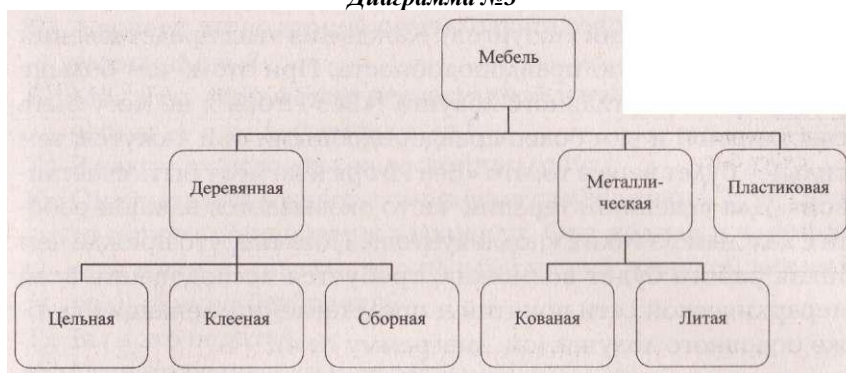 Диаграмма №3
Мебель
Деревянная
Металли-
ческая
Пластиковая
Цельная
Клееная
Сборная
Кованая
Литая